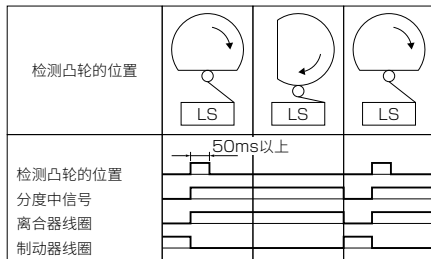 检测凸轮的位置
LS
LS
LS
50ms以上
检测凸轮的位置
分度中信号
离合器线圈
制动器线圈